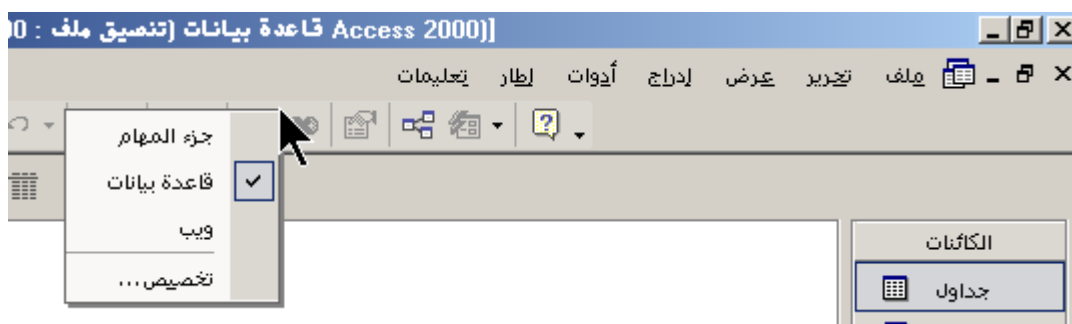 قاعدة بيانات (تنصيق ملف : 00 Access 2000)]
ملف تحرير عرض إدراج أدوات إطار تعليمات
جزء المهام
قاعدة بيانات
ويب
تخصيص...
الكائنات
جداول